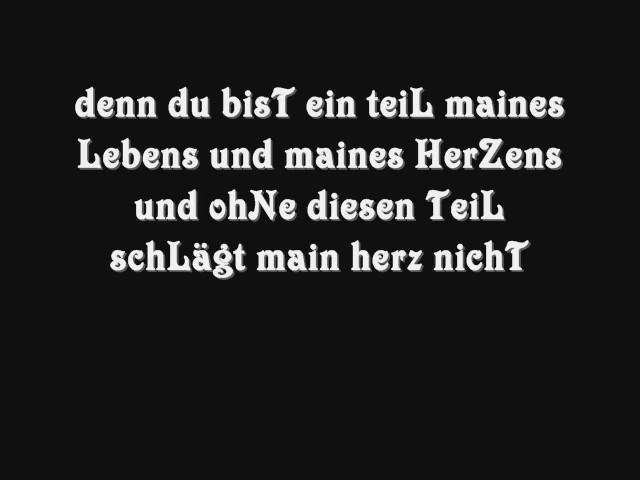 denn du bisT ein teiL maines
Lebens und maines HerZens
und ohNe diesen TeiL
schLägt main herz nichT